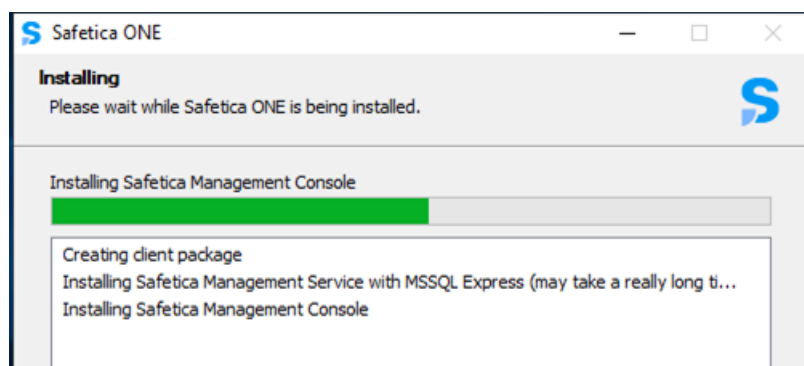 Safetica ONE
Installing
Please wait while Safetica ONE is being installed.
Installing Safetica Management Console
Creating client package
Installing Safetica Management Service with MSSQL Express (may take a really long ti...
Installing Safetica Management Console